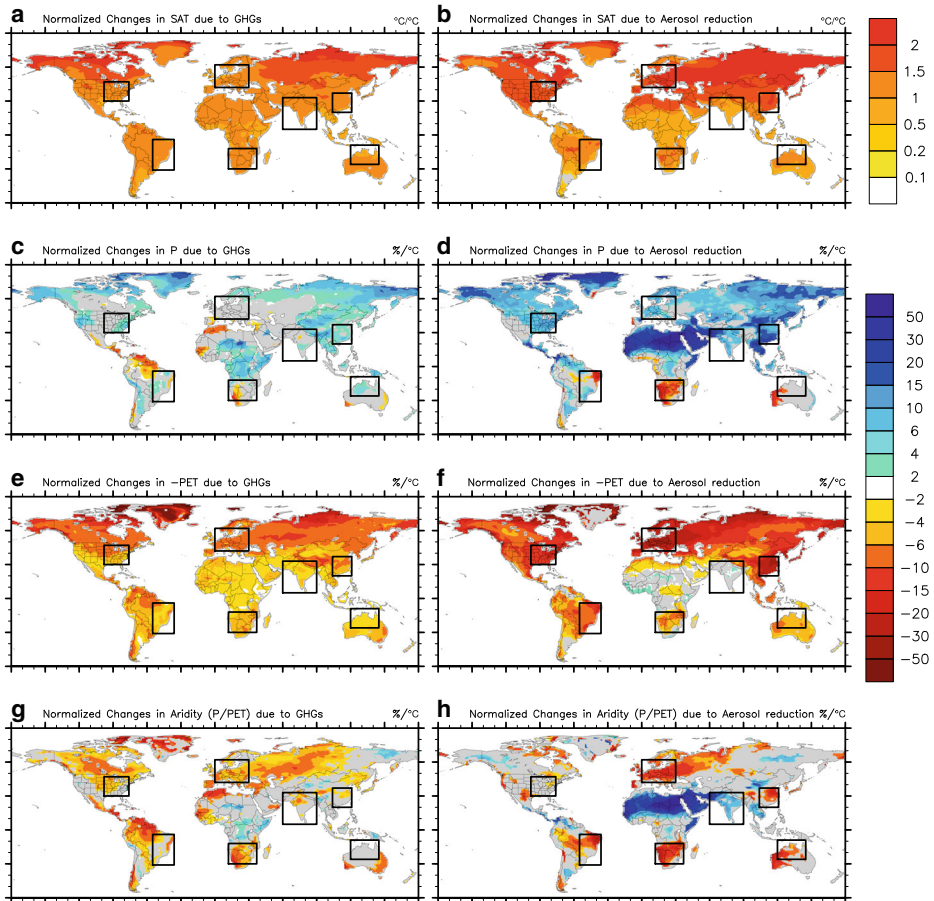 a Normalized Changes in SAT due to GHGs °C/°C
b Normalized Changes in SAT due to Aerosol reduction °C/°C
2
1.5
1
0.5
0.2
0.1
c Normalized Changes in P due to GHGs %/°C
d Normalized Changes in P due to Aerosol reduction %/°C
50
30
20
15
10
6
4
2
-2
-4
-6
-10
-15
-20
-30
-50
e Normalized Changes in -PET due to GHGs %/°C
f Normalized Changes in -PET due to Aerosol reduction %/°C
g Normalized Changes in Aridity (P/PET) due to GHGs %/°C
h Normalized Changes in Aridity (P/PET) due to Aerosol reduction %/°C